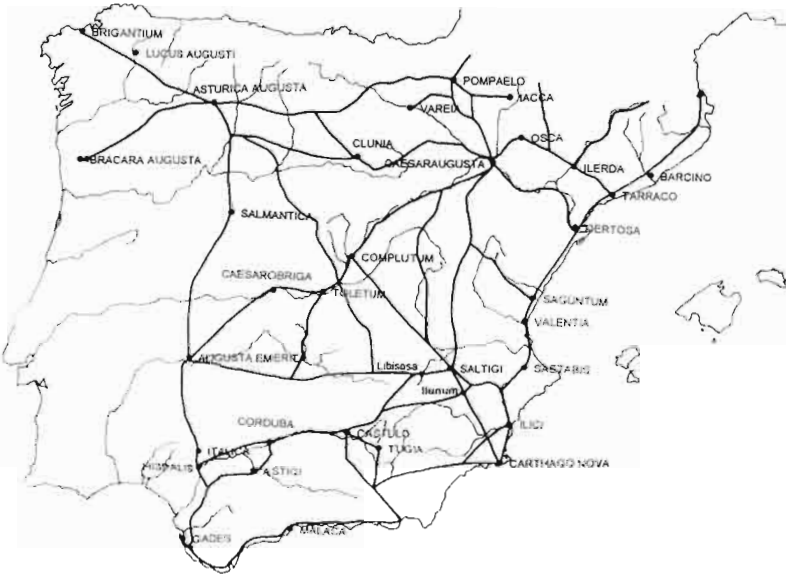 BRIGANTIUM
LUCUS AUGUSTI
POMPAELO
ASTURICA AUGUSTA
IACCA
VAREIA
OSCA
CLUNIA
BRACARA AUGUSTA
CAESARAUGUSTA
ILERDA
BARCINO
TARRACO
SALMANTICA
DERTOSA
COMPLUTUM
CAESAROBRIGA
TOLETUM
SAGUNTUM
VALENTIA
AUGUSTA EMERITA
Libisosa
SALTIGI
SAETABIS
Ilunum
CORDUBA
ILICI
CASTULO
ITALICA
TUGIA
HISPALIS
ASTIGI
CARTHAGO NOVA
GADES
MALACA